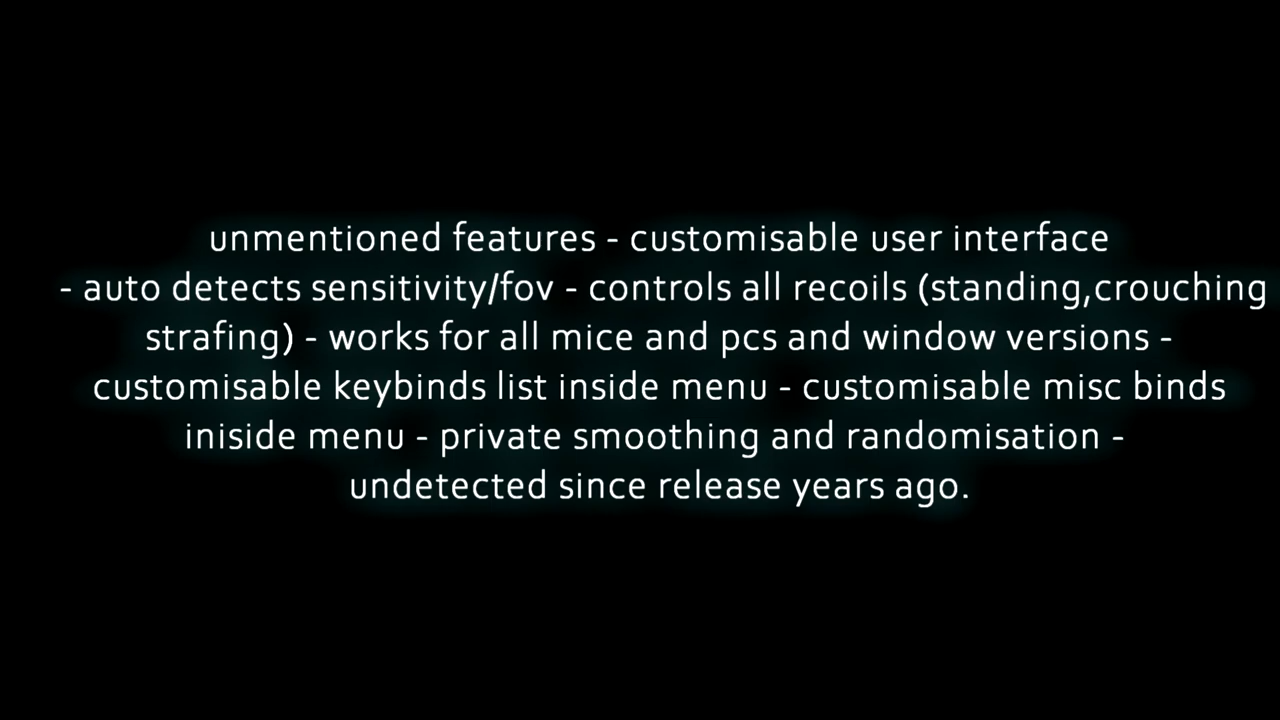 unmentioned features - customisable user interface
- auto detects sensitivity/fov - controls all recoils (standing,crouching
strafing) - works for all mice and pcs and window versions -
customisable keybinds list inside menu - customisable misc binds
iniside menu - private smoothing and randomisation -
undetected since release years ago.